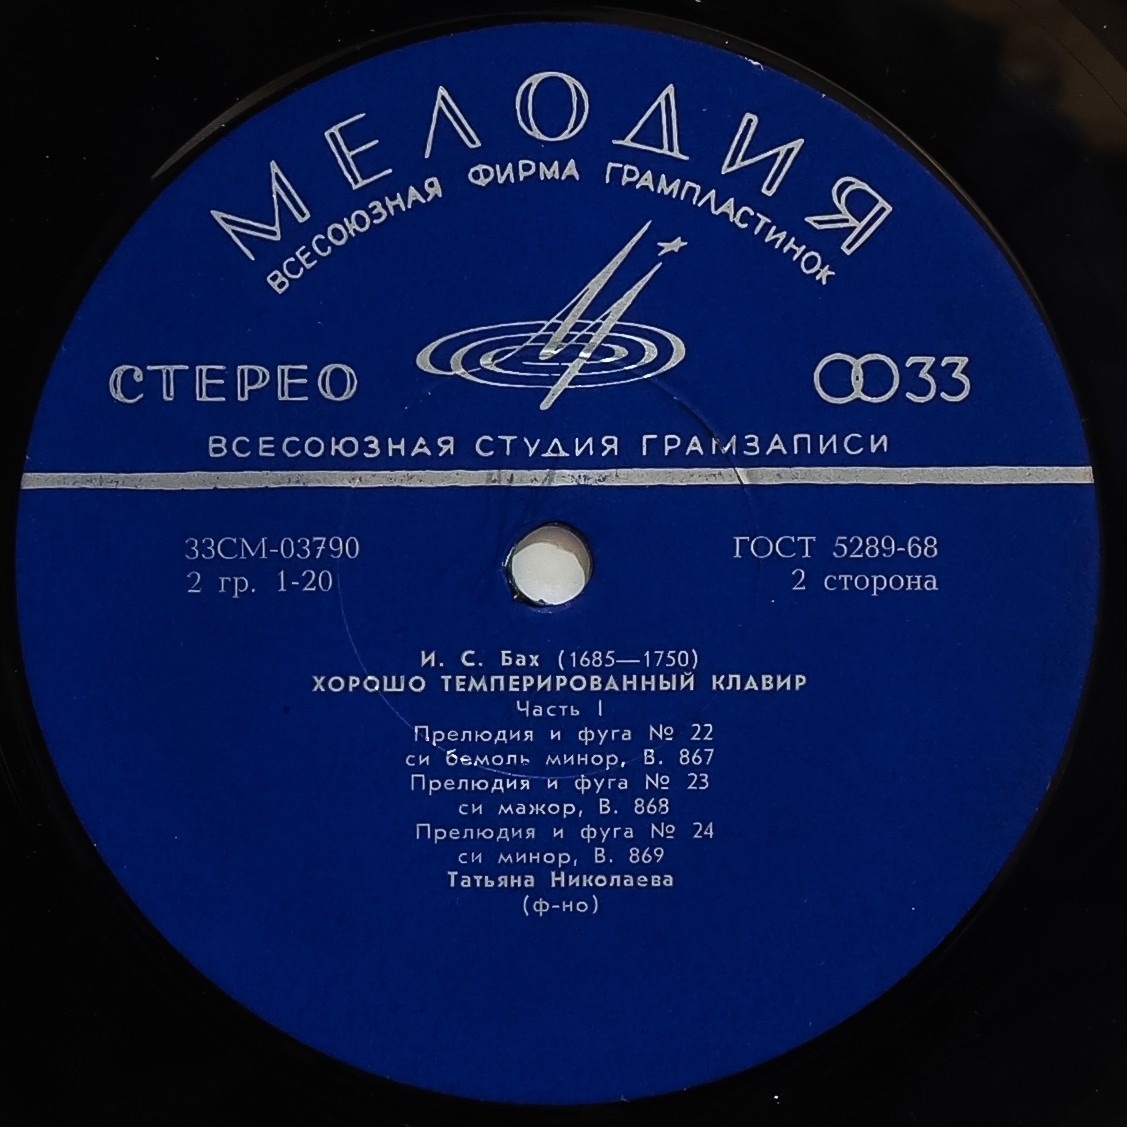 МЕЛОДИЯ
ВСЕСОЮЗНАЯ ФИРМА ГРАМПЛАСТИНОК
СТЕРЕО
33
ВСЕСОЮЗНАЯ СТУДИЯ ГРАМЗАПИСИ
33СМ-03790
ГОСТ 5289-68
2 гр. 1-20
2 сторона
И. С. Бах (1685—1750)
ХОРОШО ТЕМПЕРИРОВАННЫЙ КЛАВИР
Часть I
Прелюдия и фуга № 22
си бемоль минор, В. 867
Прелюдия и фуга № 23
си мажор, В. 868
Прелюдия и фуга № 24
си минор, В. 869
Татьяна Николаева
(ф-но)